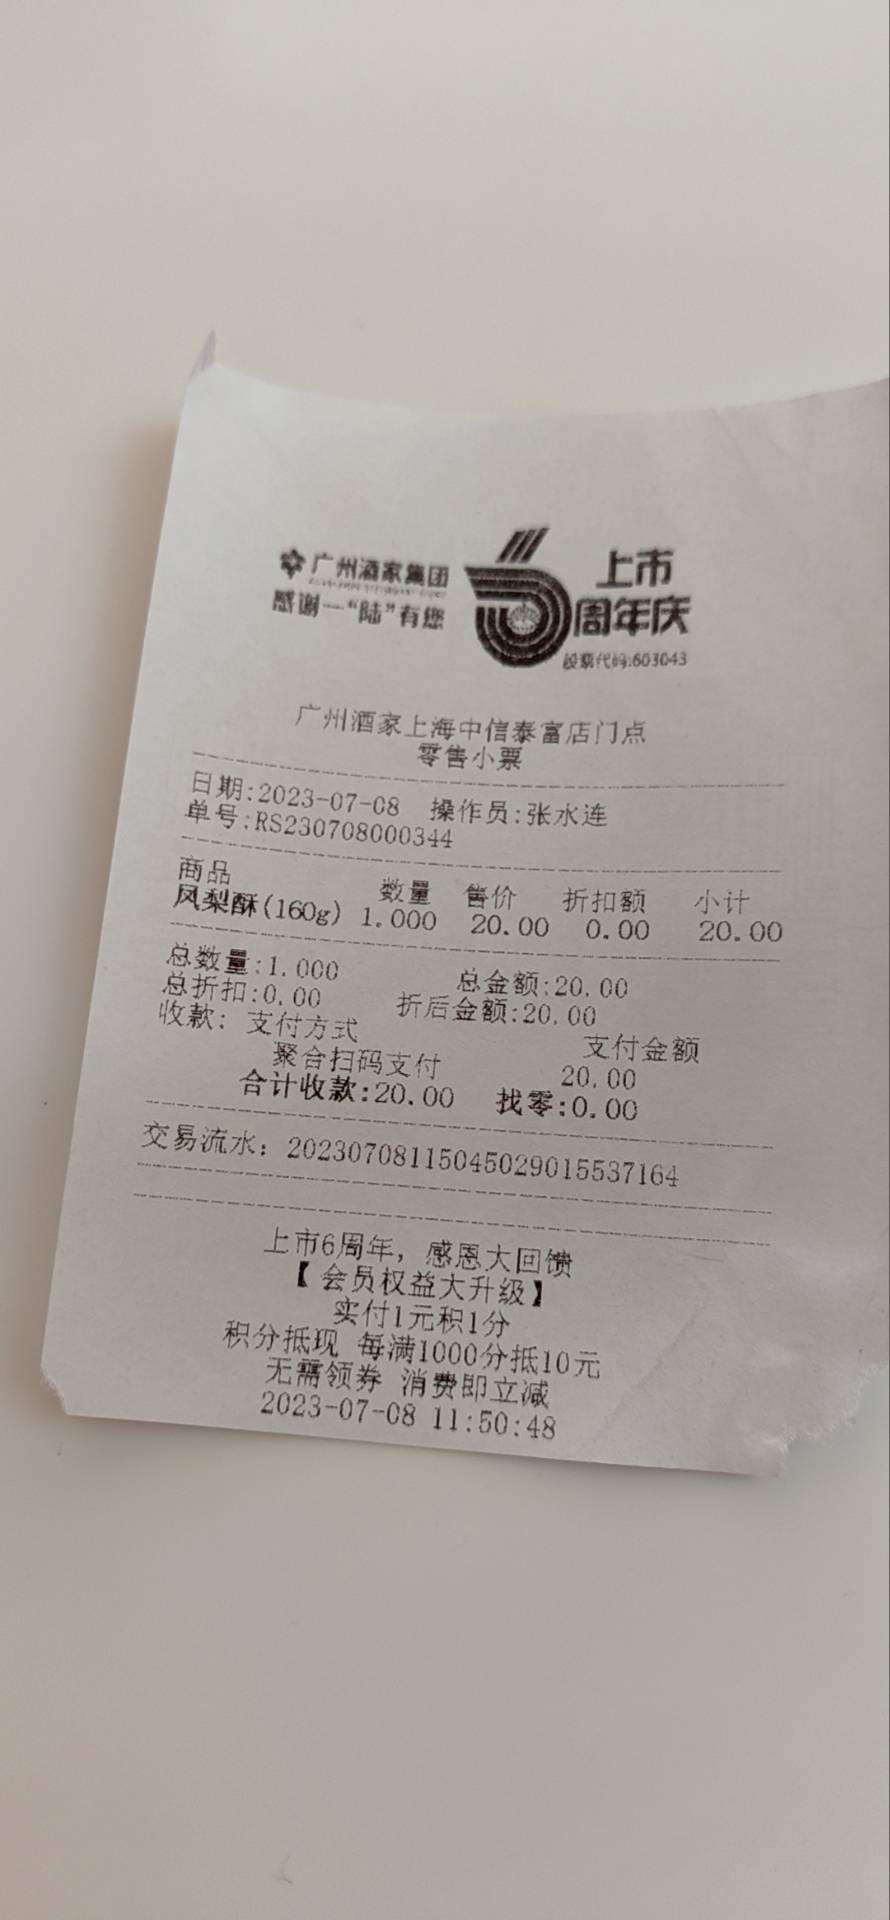 广州酒家集团
感谢一"陆"有您
上市
周年庆
股票代码:603043
广州酒家上海中信泰富店门点
零售小票
日期:2023-07-08 操作员:张水连
单号:RS230708000344
商品 数量 售价 折扣额 小计
凤梨酥(160g) 1.000 20.00 0.00 20.00
总数量:1.000 总金额:20.00
总折扣:0.00 折后金额:20.00
收款: 支付方式 支付金额
聚合扫码支付 20.00
合计收款:20.00 找零:0.00
交易流水: 20230708115045029015537164
上市6周年, 感恩大回馈
【会员权益大升级】
实付1元积1分
积分抵现 每满1000分抵10元
无需领券 消费即立减
2023-07-08 11:50:48